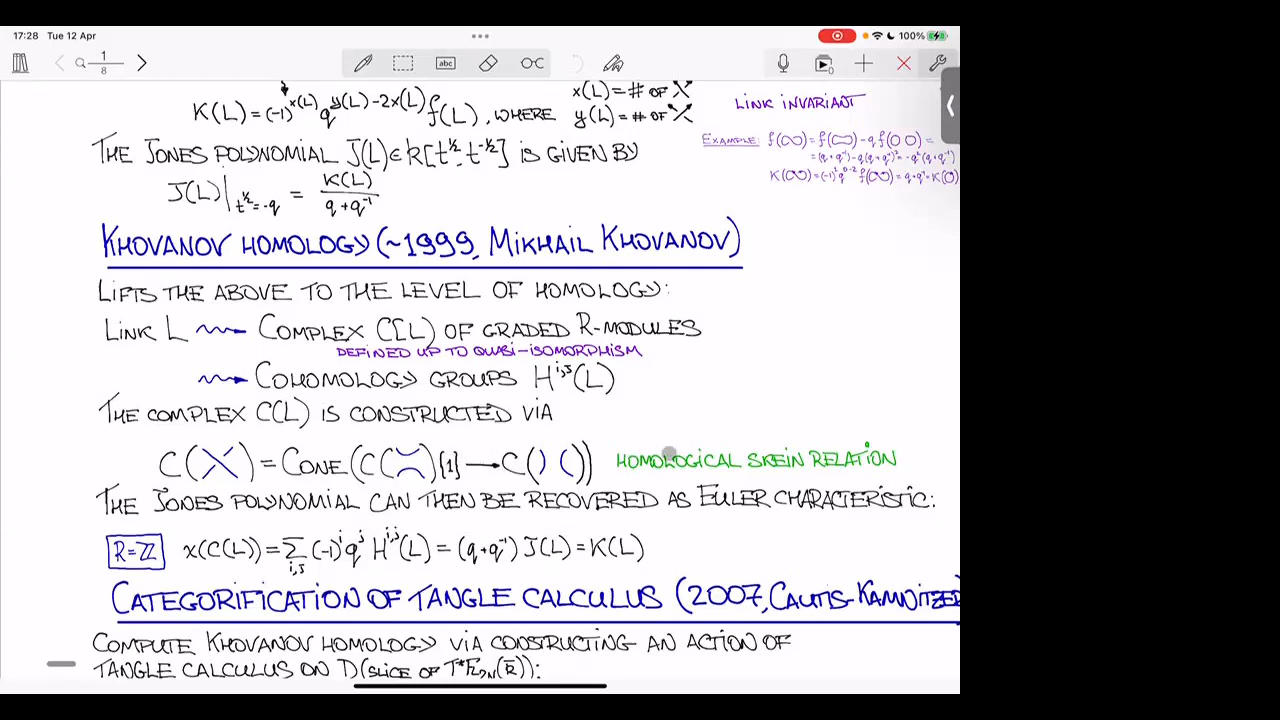 17:28 Tue 12 Apr
100%
1
8
abc
K(L) = (-1)^{x(L)} q^{y(L)-2x(L)} f(L), WHERE
x(L) = # OF
y(L) = # OF
LINK INVARIANT
THE JONES POLYNOMIAL J(L) ∈ R[t^{1/2}, t^{-1/2}] IS GIVEN BY
EXAMPLE:
J(L)|_{t^{1/2}=-q} = K(L) / (q+q^{-1})
KHOVANOV HOMOLOGY (~1999, MIKHAIL KHOVANOV)
LIFTS THE ABOVE TO THE LEVEL OF HOMOLOGY:
LINK L ⇝ COMPLEX C(L) OF GRADED R-MODULES
DEFINED UP TO QUASI-ISOMORPHISM
⇝ COHOMOLOGY GROUPS H^{i,j}(L)
THE COMPLEX C(L) IS CONSTRUCTED VIA
C(X) = CONE(C(≍)[1] → C()()) HOMOLOGICAL SKEIN RELATION
THE JONES POLYNOMIAL CAN THEN BE RECOVERED AS EULER CHARACTERISTIC:
R=ℤ χ(C(L)) = Σ_{i,j} (-1)^i q^j H^{i,j}(L) = (q+q^{-1}) J(L) = K(L)
CATEGORIFICATION OF TANGLE CALCULUS (2007, CAUTIS-KAMNITZER
COMPUTE KHOVANOV HOMOLOGY VIA CONSTRUCTING AN ACTION OF
TANGLE CALCULUS ON D(SLICE OF